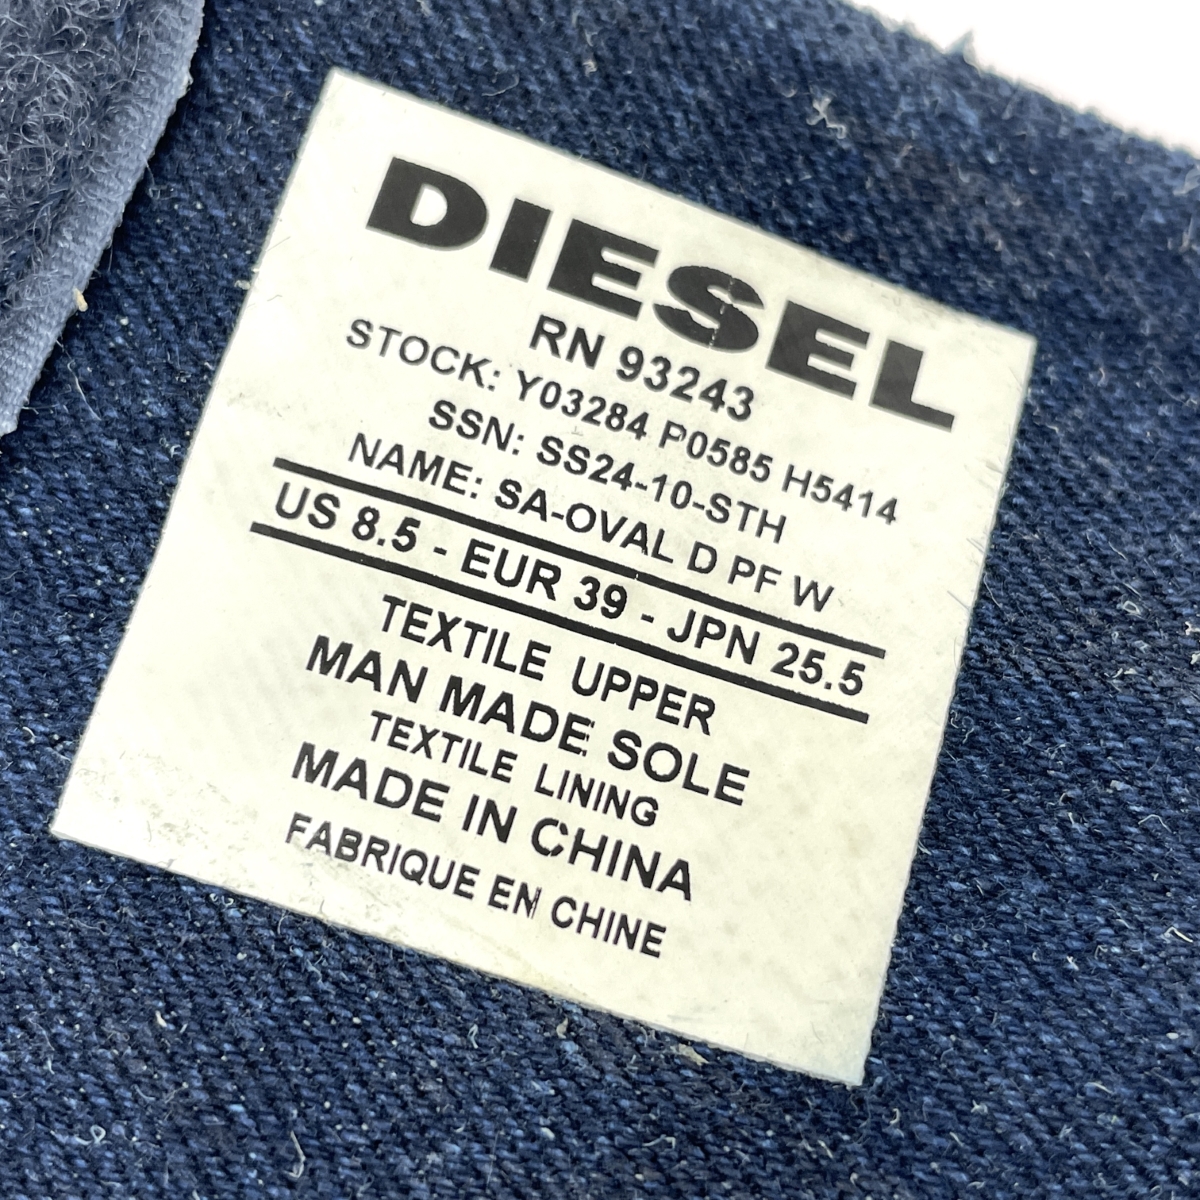 DIESEL
RN 93243
STOCK: Y03284 P0585 H5414
SSN: SS24-10-STH
NAME: SA-OVAL D PF W
US 8.5 - EUR 39 - JPN 25.5
TEXTILE UPPER
MAN MADE SOLE
TEXTILE LINING
MADE IN CHINA
FABRIQUE EN CHINE